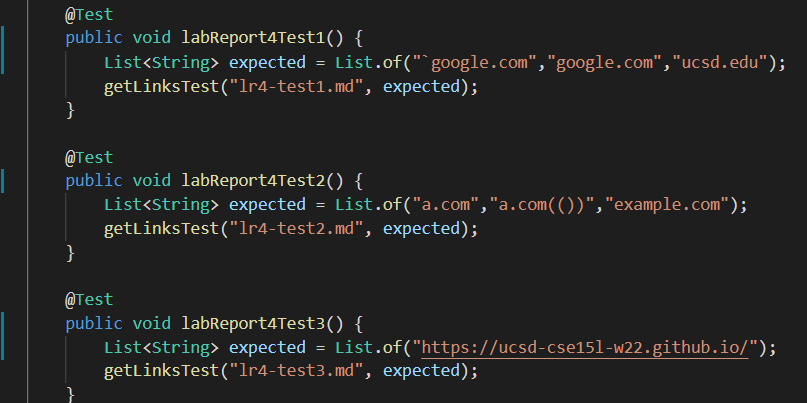 @Test
public void labReport4Test1() {
List<String> expected = List.of("`google.com","google.com","ucsd.edu");
getLinksTest("lr4-test1.md", expected);
}
@Test
public void labReport4Test2() {
List<String> expected = List.of("a.com","a.com(())","example.com");
getLinksTest("lr4-test2.md", expected);
}
@Test
public void labReport4Test3() {
List<String> expected = List.of("https://ucsd-cse15l-w22.github.io/");
getLinksTest("lr4-test3.md", expected);
}